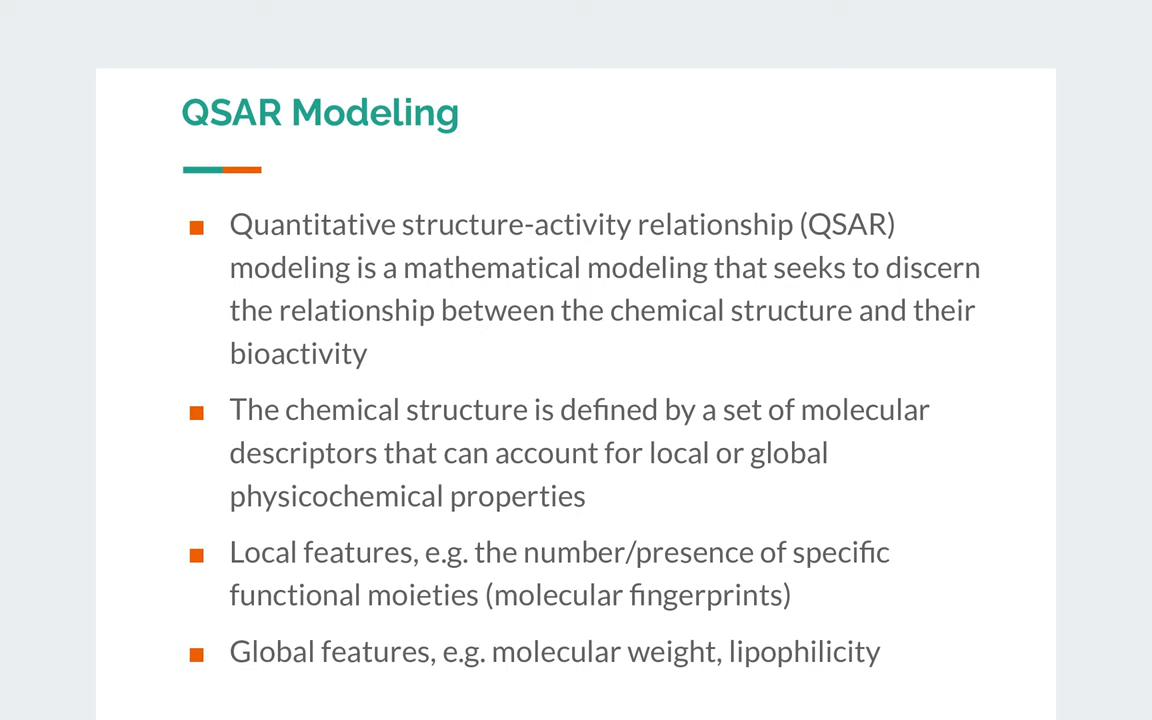 QSAR Modeling
Quantitative structure-activity relationship (QSAR)
modeling is a mathematical modeling that seeks to discern
the relationship between the chemical structure and their
bioactivity
The chemical structure is defined by a set of molecular
descriptors that can account for local or global
physicochemical properties
Local features, e.g. the number/presence of specific
functional moieties (molecular fingerprints)
Global features, e.g. molecular weight, lipophilicity